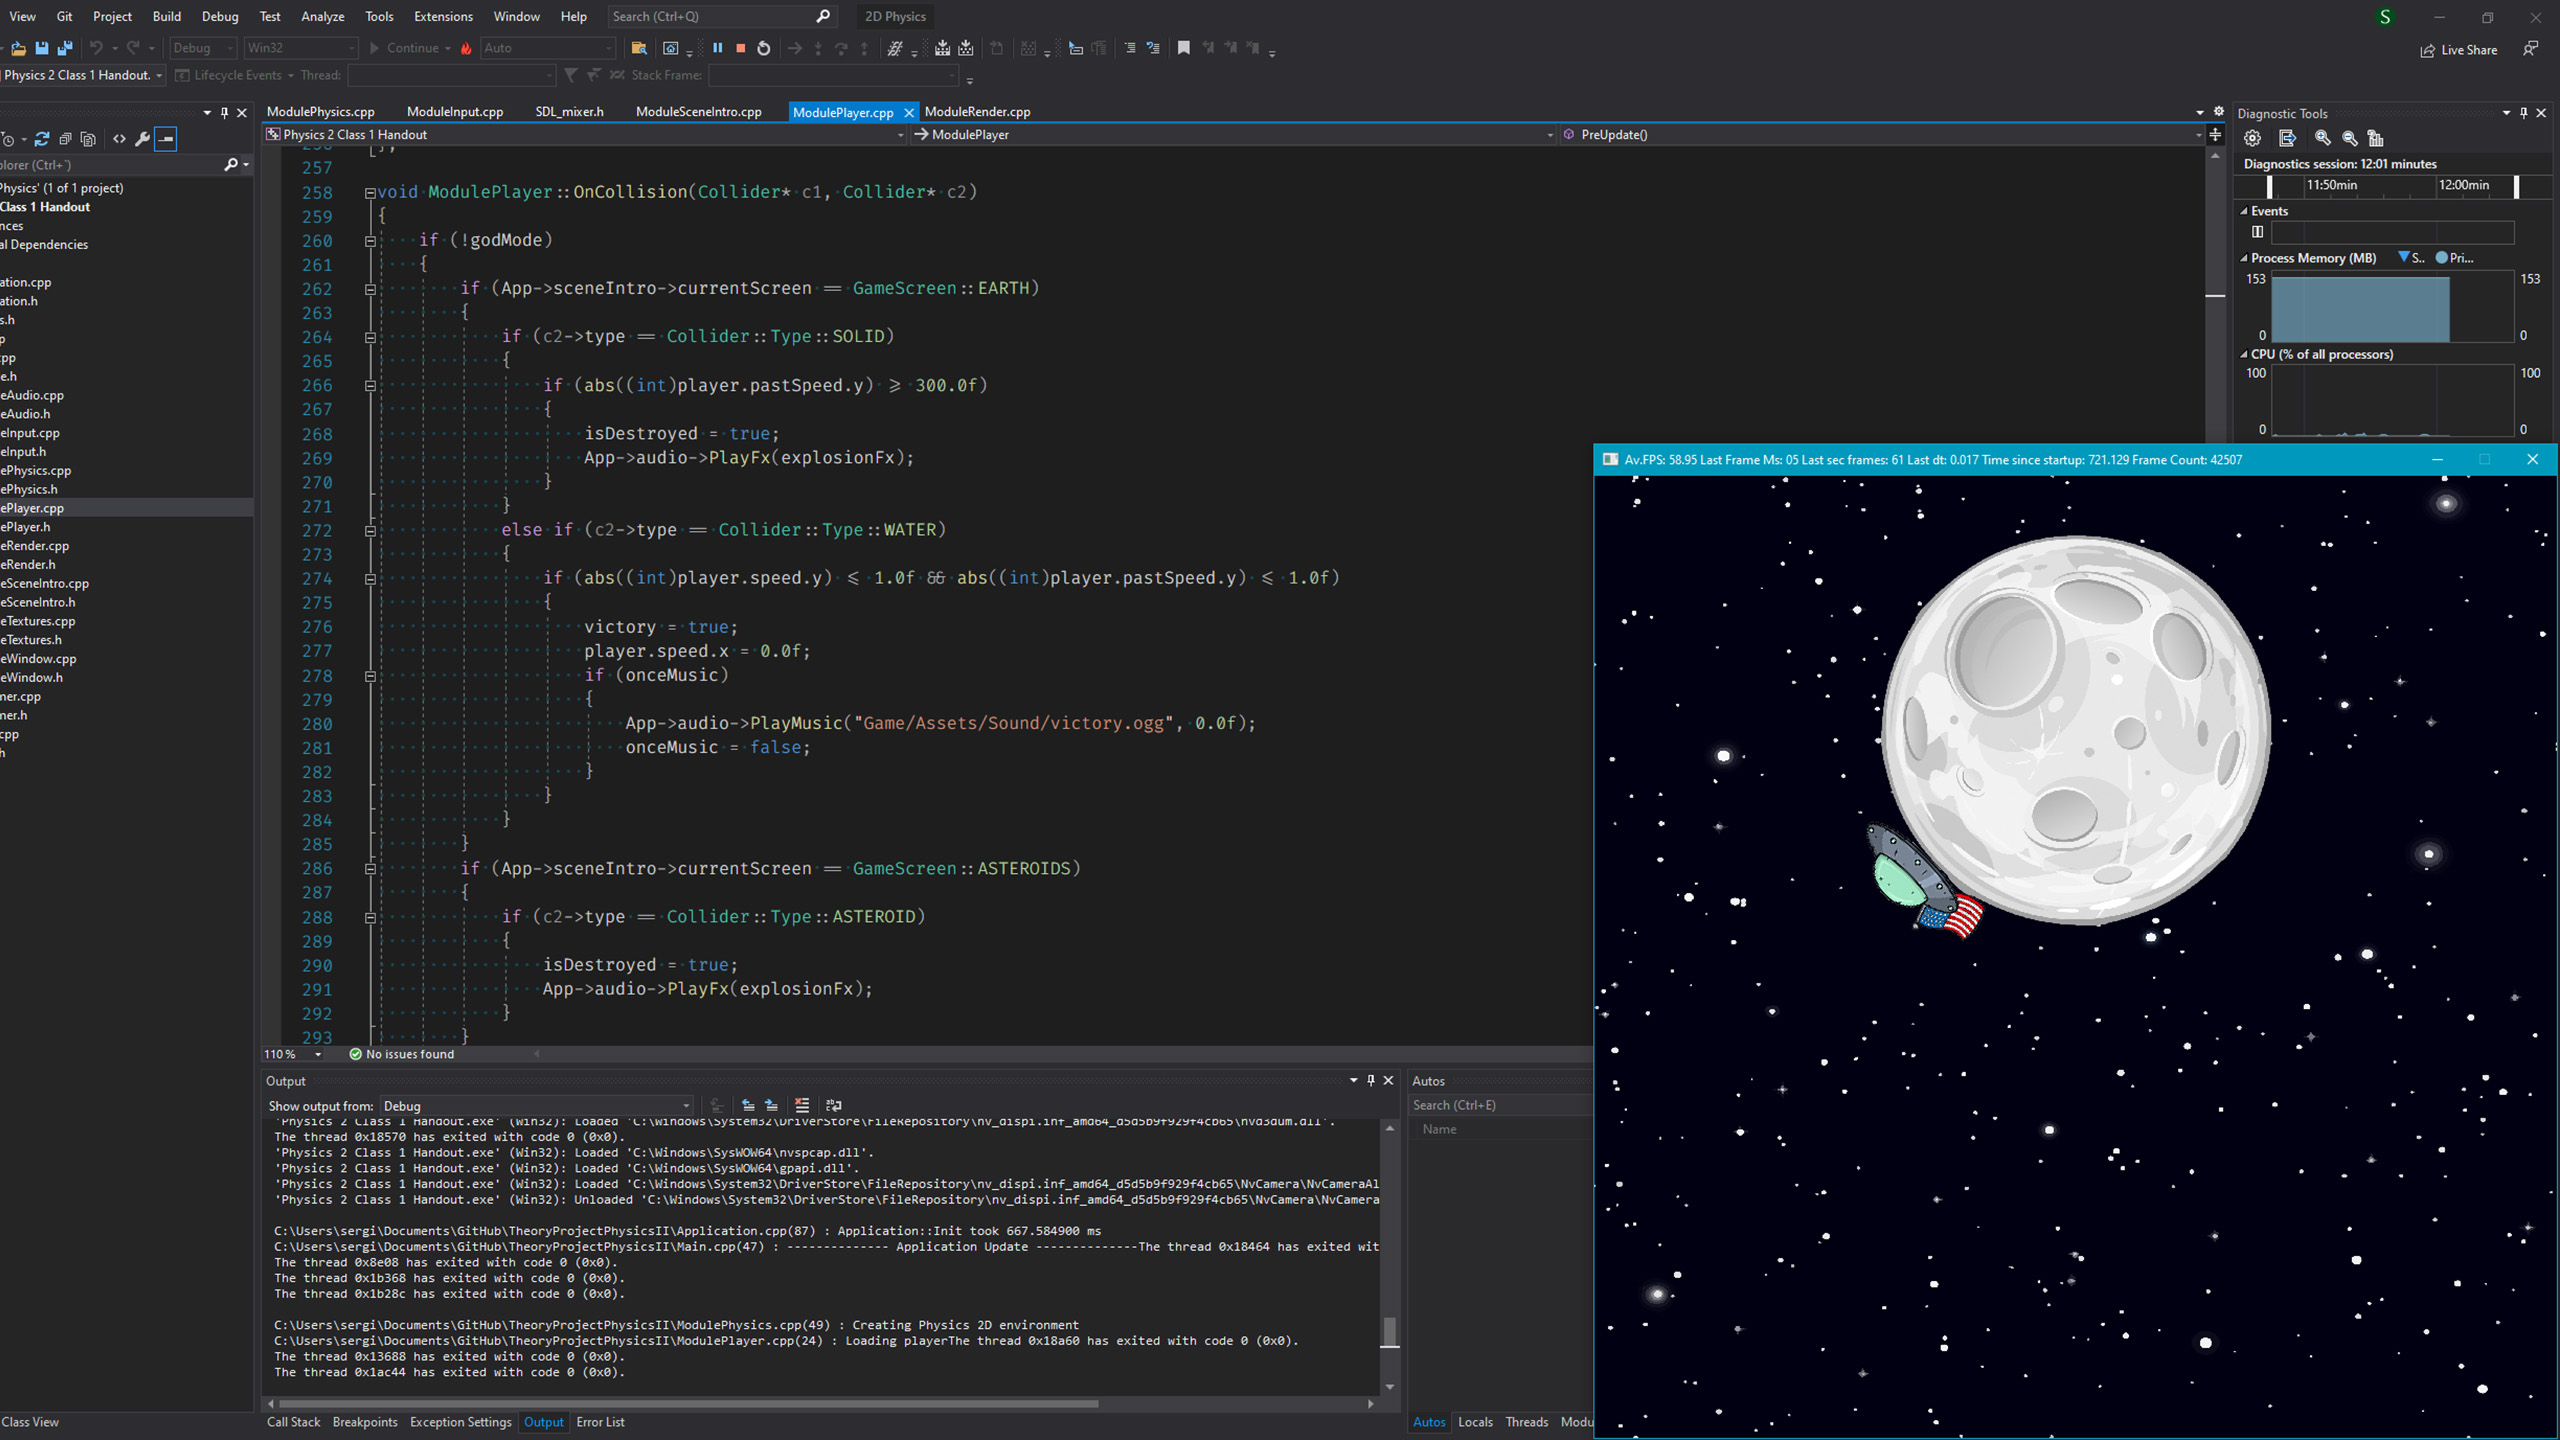 View Git Project Build Debug Test Analyze Tools Extensions Window Help Search (Ctrl+Q) 2D Physics S
Debug Win32 Continue Auto Live Share
Physics 2 Class 1 Handout. Lifecycle Events Thread: Stack Frame:
ModulePhysics.cpp ModuleInput.cpp SDL_mixer.h ModuleSceneIntro.cpp ModulePlayer.cpp ModuleRender.cpp
Physics 2 Class 1 Handout ModulePlayer PreUpdate()
plorer (Ctrl+¨)
Physics' (1 of 1 project)
Class 1 Handout
nces
al Dependencies
ation.cpp
ation.h
s.h
p
cpp
e.h
eAudio.cpp
eAudio.h
eInput.cpp
eInput.h
ePhysics.cpp
ePhysics.h
ePlayer.cpp
ePlayer.h
eRender.cpp
eRender.h
eSceneIntro.cpp
eSceneIntro.h
eTextures.cpp
eTextures.h
eWindow.cpp
eWindow.h
mer.cpp
mer.h
cpp
h
Class View
256 };
257
258 void ModulePlayer::OnCollision(Collider* c1, Collider* c2)
259 {
260 if (!godMode)
261 {
262 if (App->sceneIntro->currentScreen == GameScreen::EARTH)
263 {
264 if (c2->type == Collider::Type::SOLID)
265 {
266 if (abs((int)player.pastSpeed.y) >= 300.0f)
267 {
268 isDestroyed = true;
269 App->audio->PlayFx(explosionFx);
270 }
271 }
272 else if (c2->type == Collider::Type::WATER)
273 {
274 if (abs((int)player.speed.y) <= 1.0f && abs((int)player.pastSpeed.y) <= 1.0f)
275 {
276 victory = true;
277 player.speed.x = 0.0f;
278 if (onceMusic)
279 {
280 App->audio->PlayMusic("Game/Assets/Sound/victory.ogg", 0.0f);
281 onceMusic = false;
282 }
283 }
284 }
285 }
286 if (App->sceneIntro->currentScreen == GameScreen::ASTEROIDS)
287 {
288 if (c2->type == Collider::Type::ASTEROID)
289 {
290 isDestroyed = true;
291 App->audio->PlayFx(explosionFx);
292 }
293 }
110 % No issues found
Output
Show output from: Debug
'Physics 2 Class 1 Handout.exe' (Win32): Loaded 'C:\Windows\System32\DriverStore\FileRepository\nv_dispi.inf_amd64_d5d5b9f929f4cb65\nvd3dum.dll'.
The thread 0x18570 has exited with code 0 (0x0).
'Physics 2 Class 1 Handout.exe' (Win32): Loaded 'C:\Windows\SysWOW64\nvspcap.dll'.
'Physics 2 Class 1 Handout.exe' (Win32): Loaded 'C:\Windows\SysWOW64\gpapi.dll'.
'Physics 2 Class 1 Handout.exe' (Win32): Loaded 'C:\Windows\System32\DriverStore\FileRepository\nv_dispi.inf_amd64_d5d5b9f929f4cb65\NvCamera\NvCameraAl
'Physics 2 Class 1 Handout.exe' (Win32): Unloaded 'C:\Windows\System32\DriverStore\FileRepository\nv_dispi.inf_amd64_d5d5b9f929f4cb65\NvCamera\NvCamera
C:\Users\sergi\Documents\GitHub\TheoryProjectPhysicsII\Application.cpp(87) : Application::Init took 667.584900 ms
C:\Users\sergi\Documents\GitHub\TheoryProjectPhysicsII\Main.cpp(47) : -------------- Application Update --------------The thread 0x18464 has exited wit
The thread 0x8e08 has exited with code 0 (0x0).
The thread 0x1b368 has exited with code 0 (0x0).
The thread 0x1b28c has exited with code 0 (0x0).
C:\Users\sergi\Documents\GitHub\TheoryProjectPhysicsII\ModulePhysics.cpp(49) : Creating Physics 2D environment
C:\Users\sergi\Documents\GitHub\TheoryProjectPhysicsII\ModulePlayer.cpp(24) : Loading playerThe thread 0x18a60 has exited with code 0 (0x0).
The thread 0x13688 has exited with code 0 (0x0).
The thread 0x1ac44 has exited with code 0 (0x0).
Call Stack Breakpoints Exception Settings Output Error List
Autos
Search (Ctrl+E)
Name
Autos Locals Threads Modu
Diagnostic Tools
Diagnostics session: 12:01 minutes
11:50min 12:00min
Events
Process Memory (MB) S.. Pri...
153 153
0 0
CPU (% of all processors)
100 100
0 0
Av.FPS: 58.95 Last Frame Ms: 05 Last sec frames: 61 Last dt: 0.017 Time since startup: 721.129 Frame Count: 42507